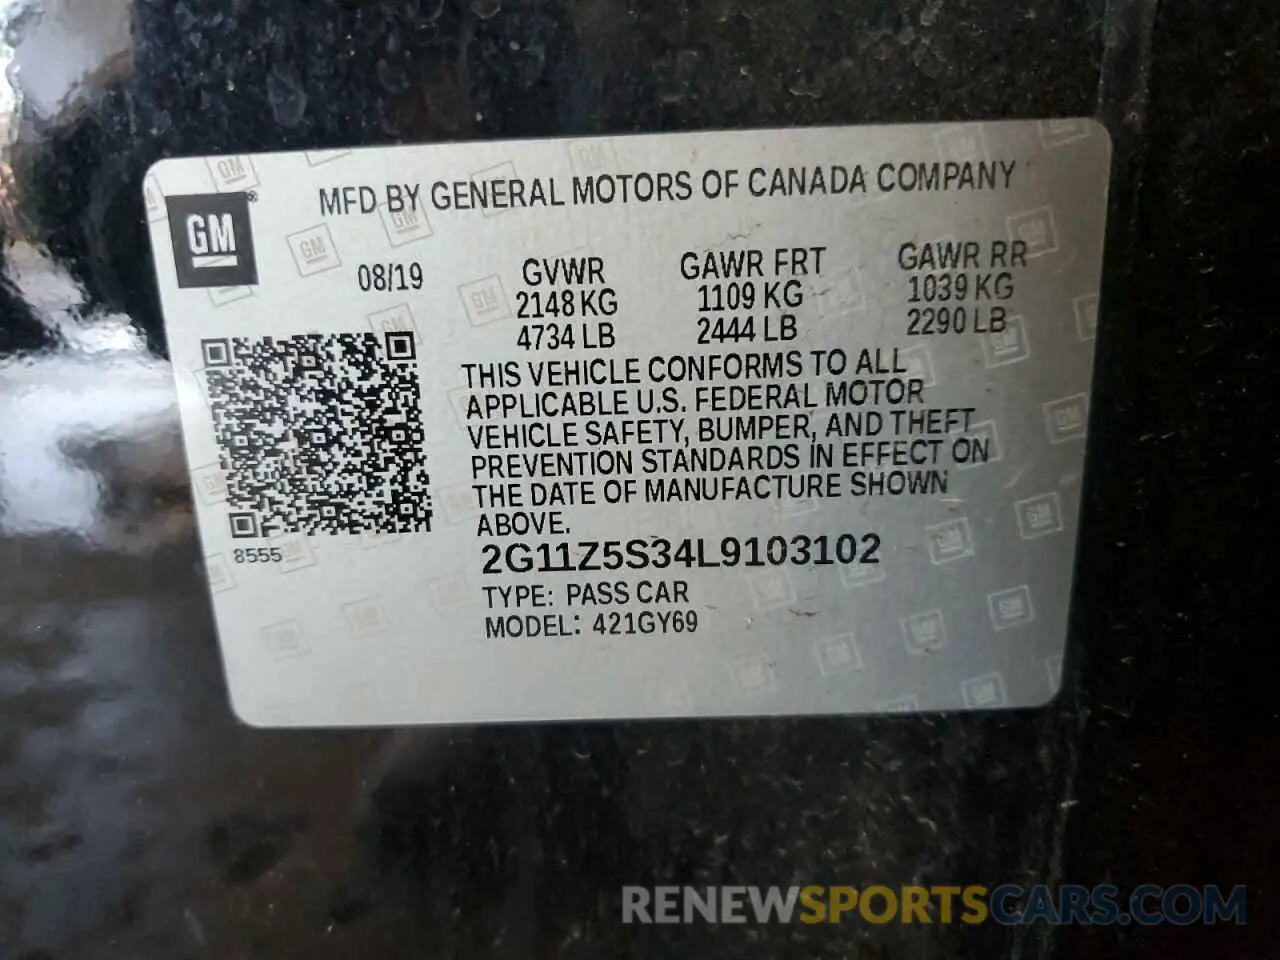 MFD BY GENERAL MOTORS OF CANADA COMPANY
GM®
08/19
GVWR GAWR FRT GAWR RR
2148 KG 1109 KG 1039 KG
4734 LB 2444 LB 2290 LB
THIS VEHICLE CONFORMS TO ALL
APPLICABLE U.S. FEDERAL MOTOR
VEHICLE SAFETY, BUMPER, AND THEFT
PREVENTION STANDARDS IN EFFECT ON
THE DATE OF MANUFACTURE SHOWN
ABOVE.
8555
2G11Z5S34L9103102
TYPE: PASS CAR
MODEL: 421GY69
RENEWSPORTSCARS.COM